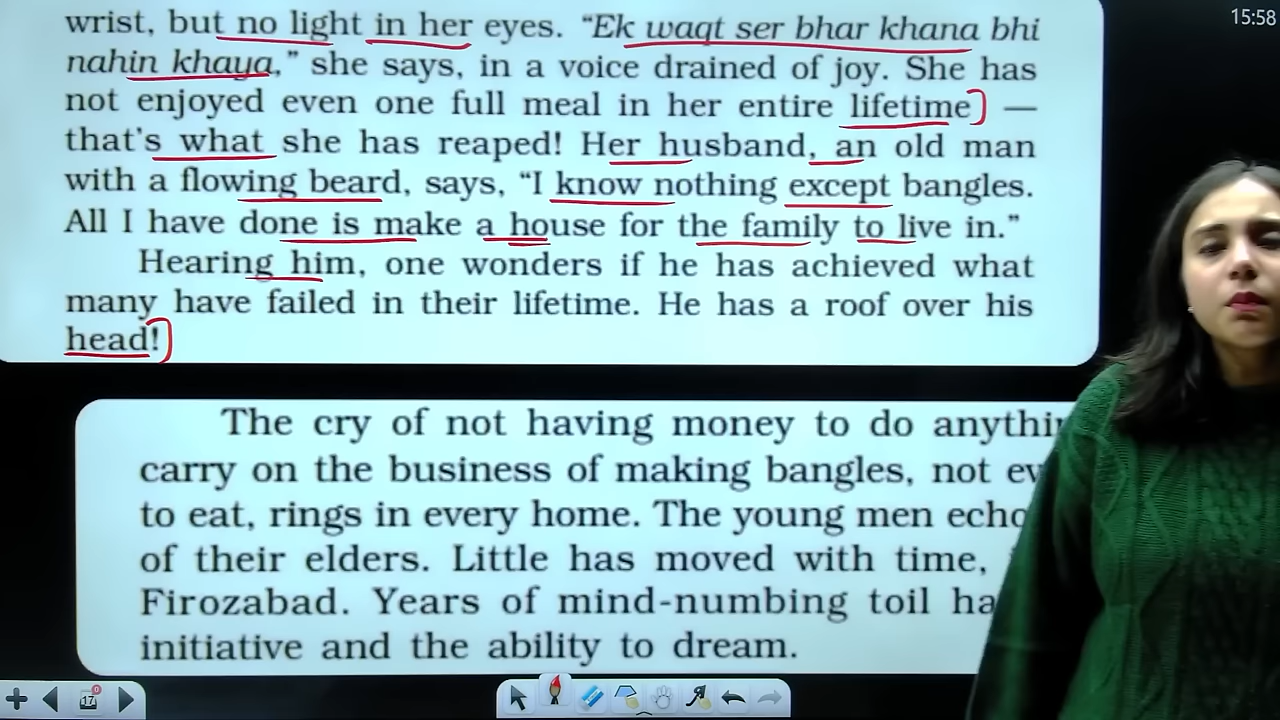 15:58
wrist, but no light in her eyes. “Ek waqt ser bhar khana bhi
nahin khaya,” she says, in a voice drained of joy. She has
not enjoyed even one full meal in her entire lifetime —
that's what she has reaped! Her husband, an old man
with a flowing beard, says, “I know nothing except bangles.
All I have done is make a house for the family to live in.”
Hearing him, one wonders if he has achieved what
many have failed in their lifetime. He has a roof over his
head!
The cry of not having money to do
carry on the business of making bangles, not
to eat, rings in every home. The young men
of their elders. Little has moved with time,
Firozabad. Years of mind-numbing toil
initiative and the ability to dream.
17